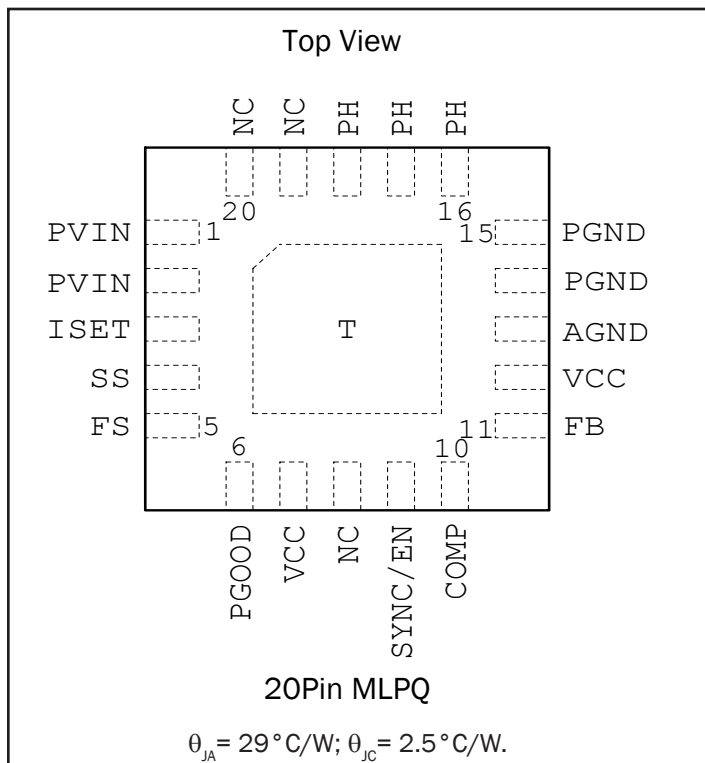 Top View
NC NC PH PH PH
20 16
PVIN 1 15 PGND
PVIN PGND
ISET T AGND
SS VCC
FS 5 11 FB
6 10
PGOOD VCC NC SYNC/EN COMP
20Pin MLPQ
θJA= 29°C/W; θJC= 2.5°C/W.